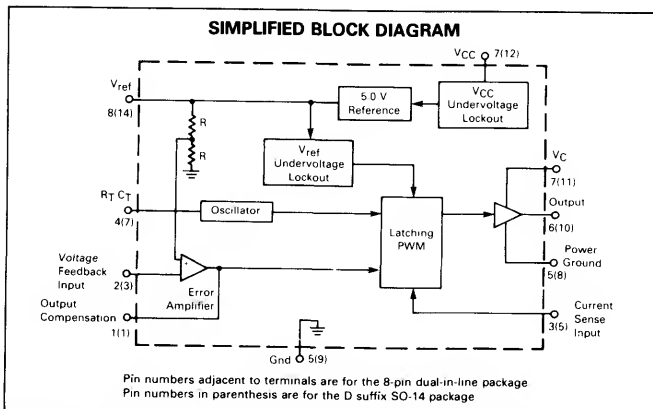 SIMPLIFIED BLOCK DIAGRAM
VCC 7(12)
Vref
8(14)
R
R
5.0 V
Reference
VCC
Undervoltage
Lockout
Vref
Undervoltage
Lockout
VC
7(11)
RT CT
4(7)
Oscillator
Latching
PWM
Output
6(10)
Voltage
Feedback
Input
2(3)
+
Error
Amplifier
Power
Ground
5(8)
Output
Compensation
1(1)
Current
Sense
Input
3(5)
Gnd 5(9)
Pin numbers adjacent to terminals are for the 8-pin dual-in-line package
Pin numbers in parenthesis are for the D suffix SO-14 package